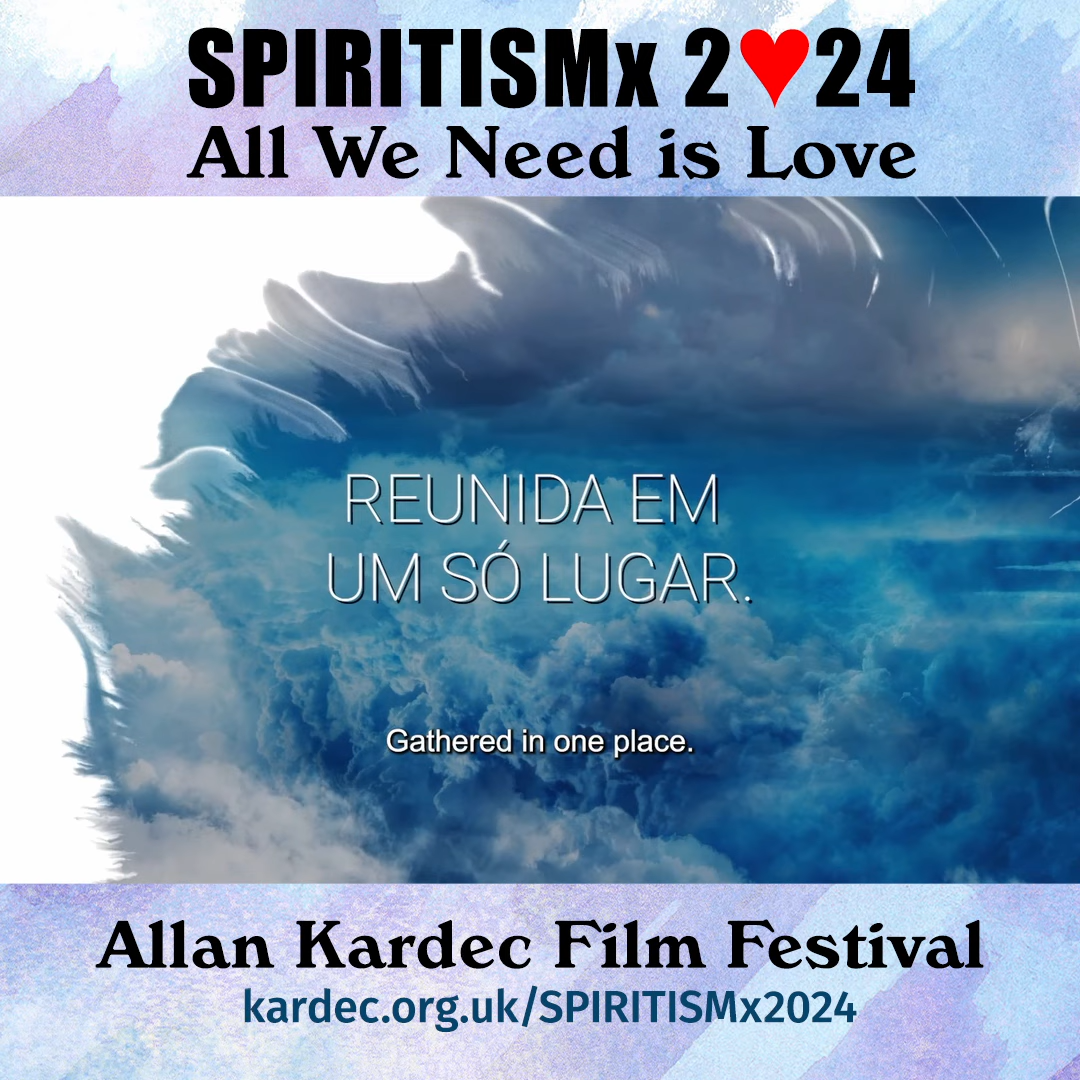 SPIRITISMx 2♥24
All We Need is Love
REUNIDA EM
UM SÓ LUGAR.
Gathered in one place.
Allan Kardec Film Festival
kardec.org.uk/SPIRITISMx2024